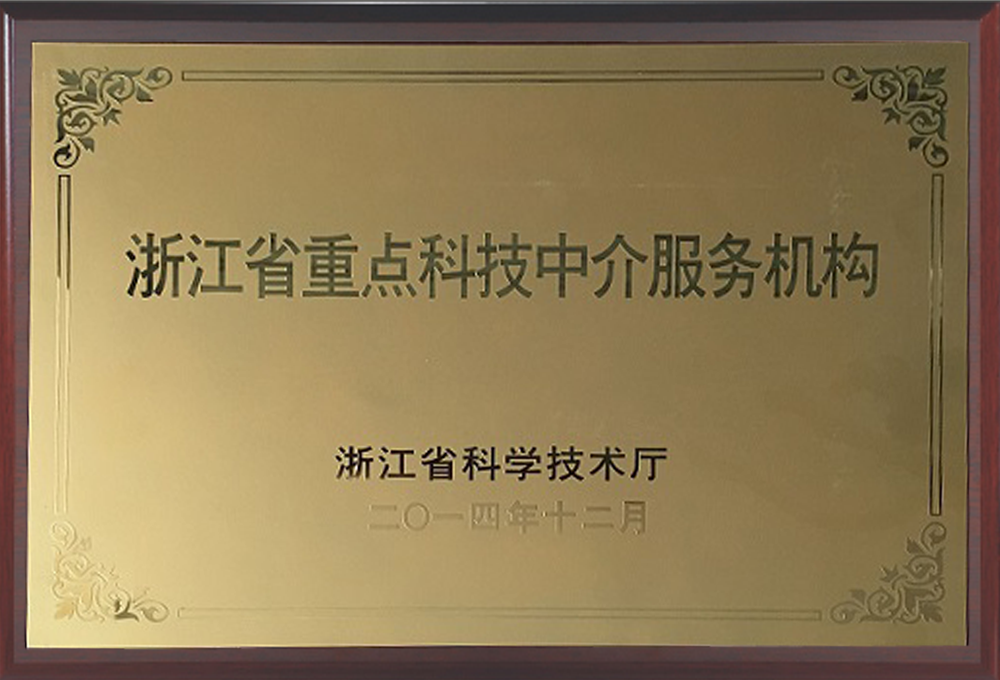 浙江省重点科技中介服务机构
浙江省科学技术厅
二〇一四年十二月